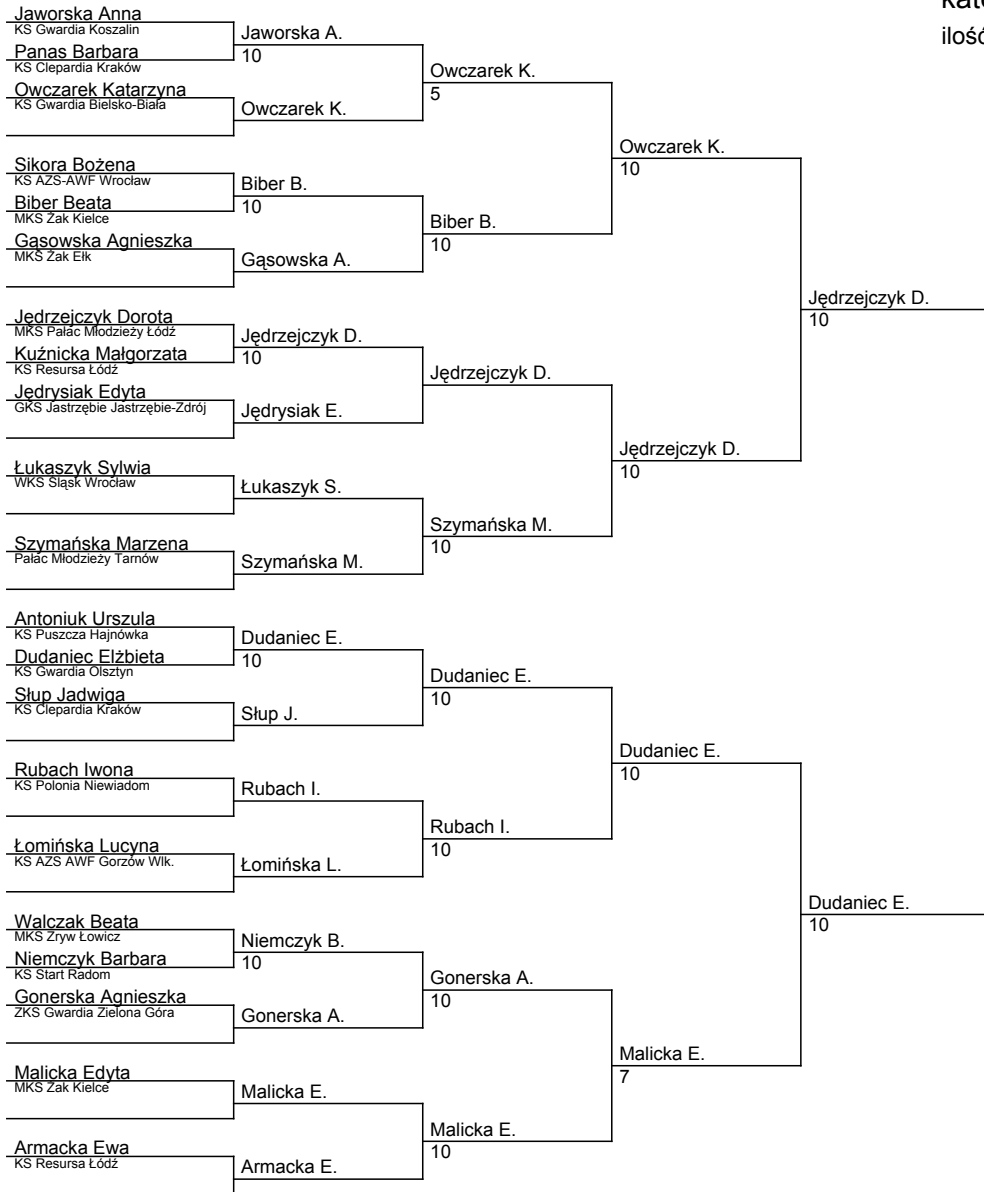 Jaworska Anna
KS Gwardia Koszalin
Panas Barbara
KS Clepardia Kraków
Owczarek Katarzyna
KS Gwardia Bielsko-Biała
Sikora Bożena
KS AZS-AWF Wrocław
Biber Beata
MKS Żak Kielce
Gąsowska Agnieszka
MKS Żak Ełk
Jędrzejczyk Dorota
MKS Pałac Młodzieży Łódź
Kuźnicka Małgorzata
KS Resursa Łódź
Jędrysiak Edyta
GKS Jastrzębie Jastrzębie-Zdrój
Łukaszyk Sylwia
WKS Śląsk Wrocław
Szymańska Marzena
Pałac Młodzieży Tarnów
Antoniuk Urszula
KS Puszcza Hajnówka
Dudaniec Elżbieta
KS Gwardia Olsztyn
Słup Jadwiga
KS Clepardia Kraków
Rubach Iwona
KS Polonia Niewiadom
Łomińska Lucyna
KS AZS AWF Gorzów Wlk.
Walczak Beata
MKS Zryw Łowicz
Niemczyk Barbara
KS Start Radom
Gonerska Agnieszka
ZKS Gwardia Zielona Góra
Malicka Edyta
MKS Żak Kielce
Armacka Ewa
KS Resursa Łódź
Jaworska A.
10
Owczarek K.
Biber B.
10
Gąsowska A.
Jędrzejczyk D.
10
Jędrysiak E.
Łukaszyk S.
Szymańska M.
Dudaniec E.
10
Słup J.
Rubach I.
Łomińska L.
Niemczyk B.
10
Gonerska A.
Malicka E.
Armacka E.
Owczarek K.
5
Biber B.
10
Jędrzejczyk D.
Szymańska M.
10
Dudaniec E.
10
Rubach I.
10
Gonerska A.
10
Malicka E.
10
Owczarek K.
10
Jędrzejczyk D.
10
Dudaniec E.
10
Malicka E.
7
Jędrzejczyk D.
10
Dudaniec E.
10